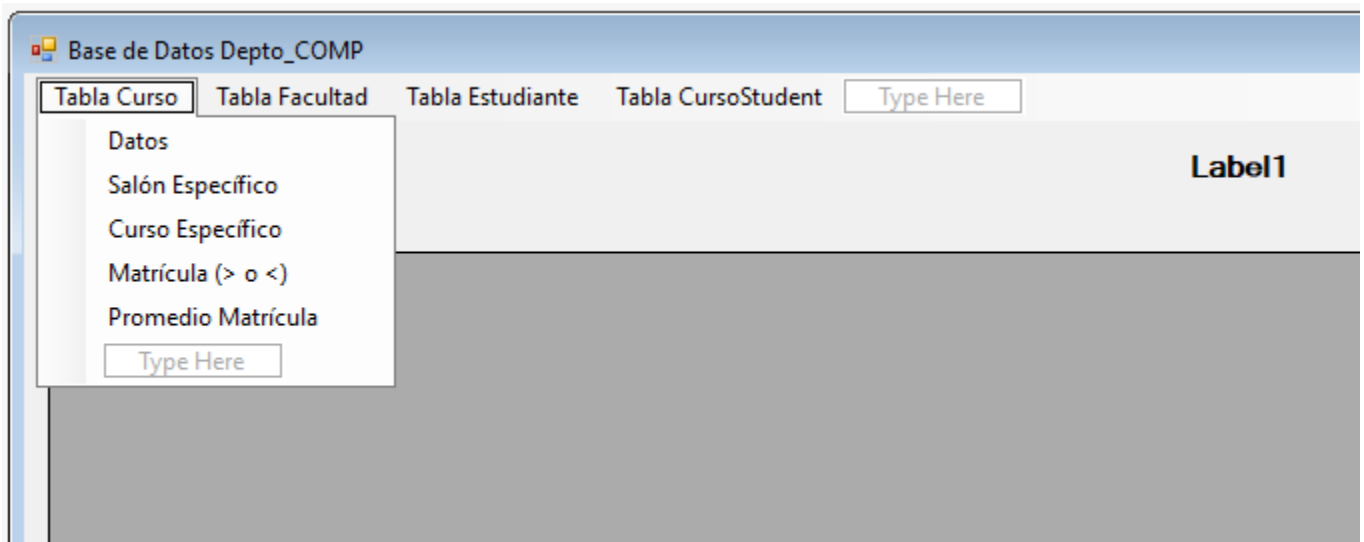 Base de Datos Depto_COMP
Tabla Curso Tabla Facultad Tabla Estudiante Tabla CursoStudent Type Here
Datos
Label1
Salón Específico
Curso Específico
Matrícula (> o <)
Promedio Matrícula
Type Here